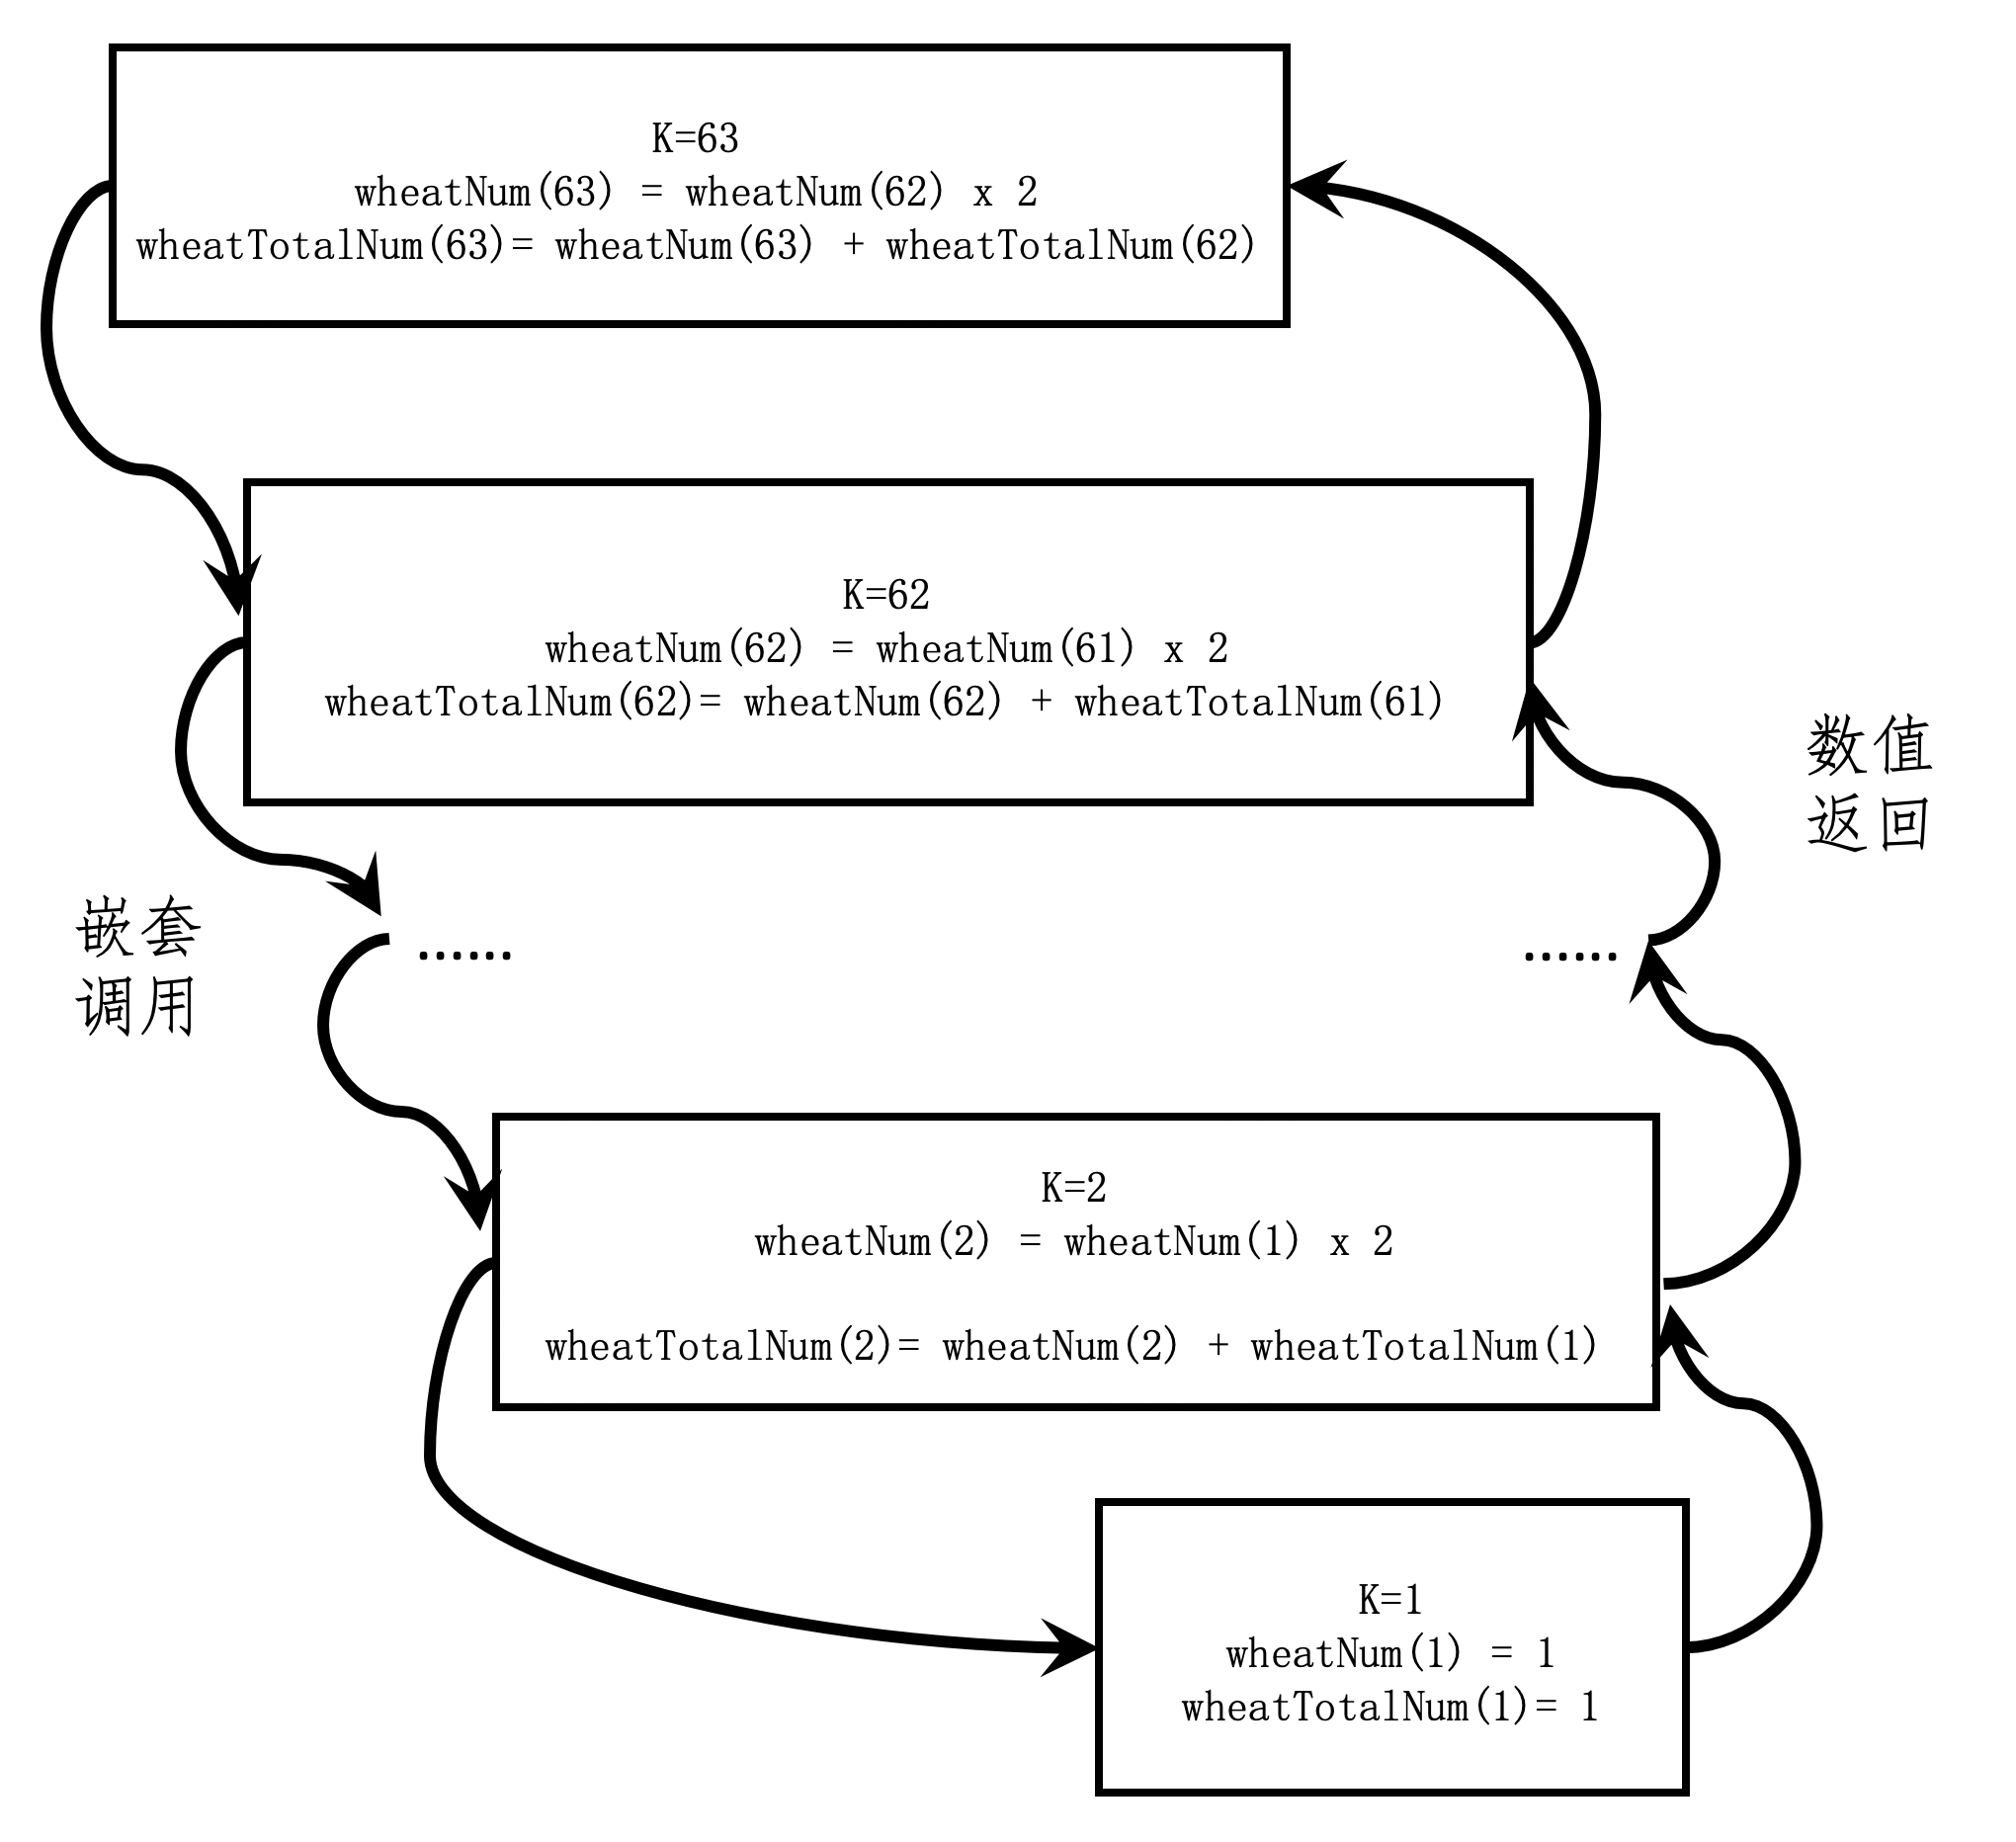 K=63
wheatNum(63) = wheatNum(62) x 2
wheatTotalNum(63)= wheatNum(63) + wheatTotalNum(62)
K=62
wheatNum(62) = wheatNum(61) x 2
wheatTotalNum(62)= wheatNum(62) + wheatTotalNum(61)
数值
返回
嵌套
调用
......
......
K=2
wheatNum(2) = wheatNum(1) x 2
wheatTotalNum(2)= wheatNum(2) + wheatTotalNum(1)
K=1
wheatNum(1) = 1
wheatTotalNum(1)= 1